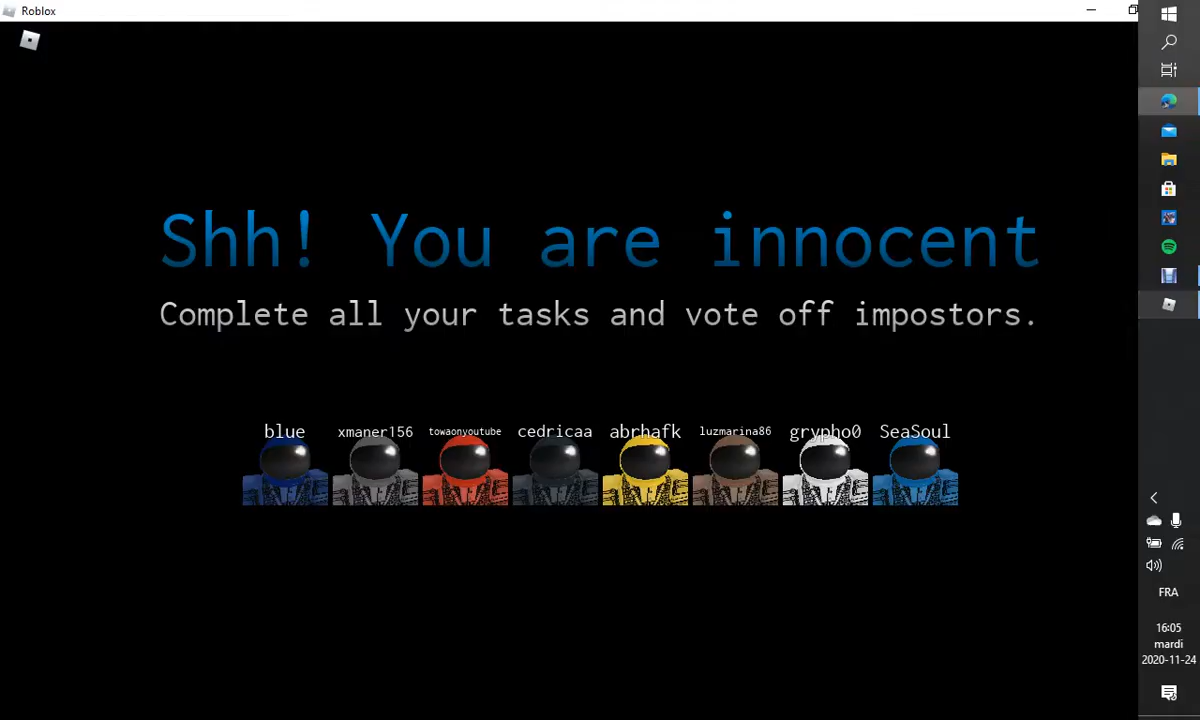 Roblox
Shh! You are innocent
Complete all your tasks and vote off impostors.
blue xmaner156 towaonyoutube cedricaa abrhafk luzmarina86 grypho0 SeaSoul
FRA
16:05
mardi
2020-11-24